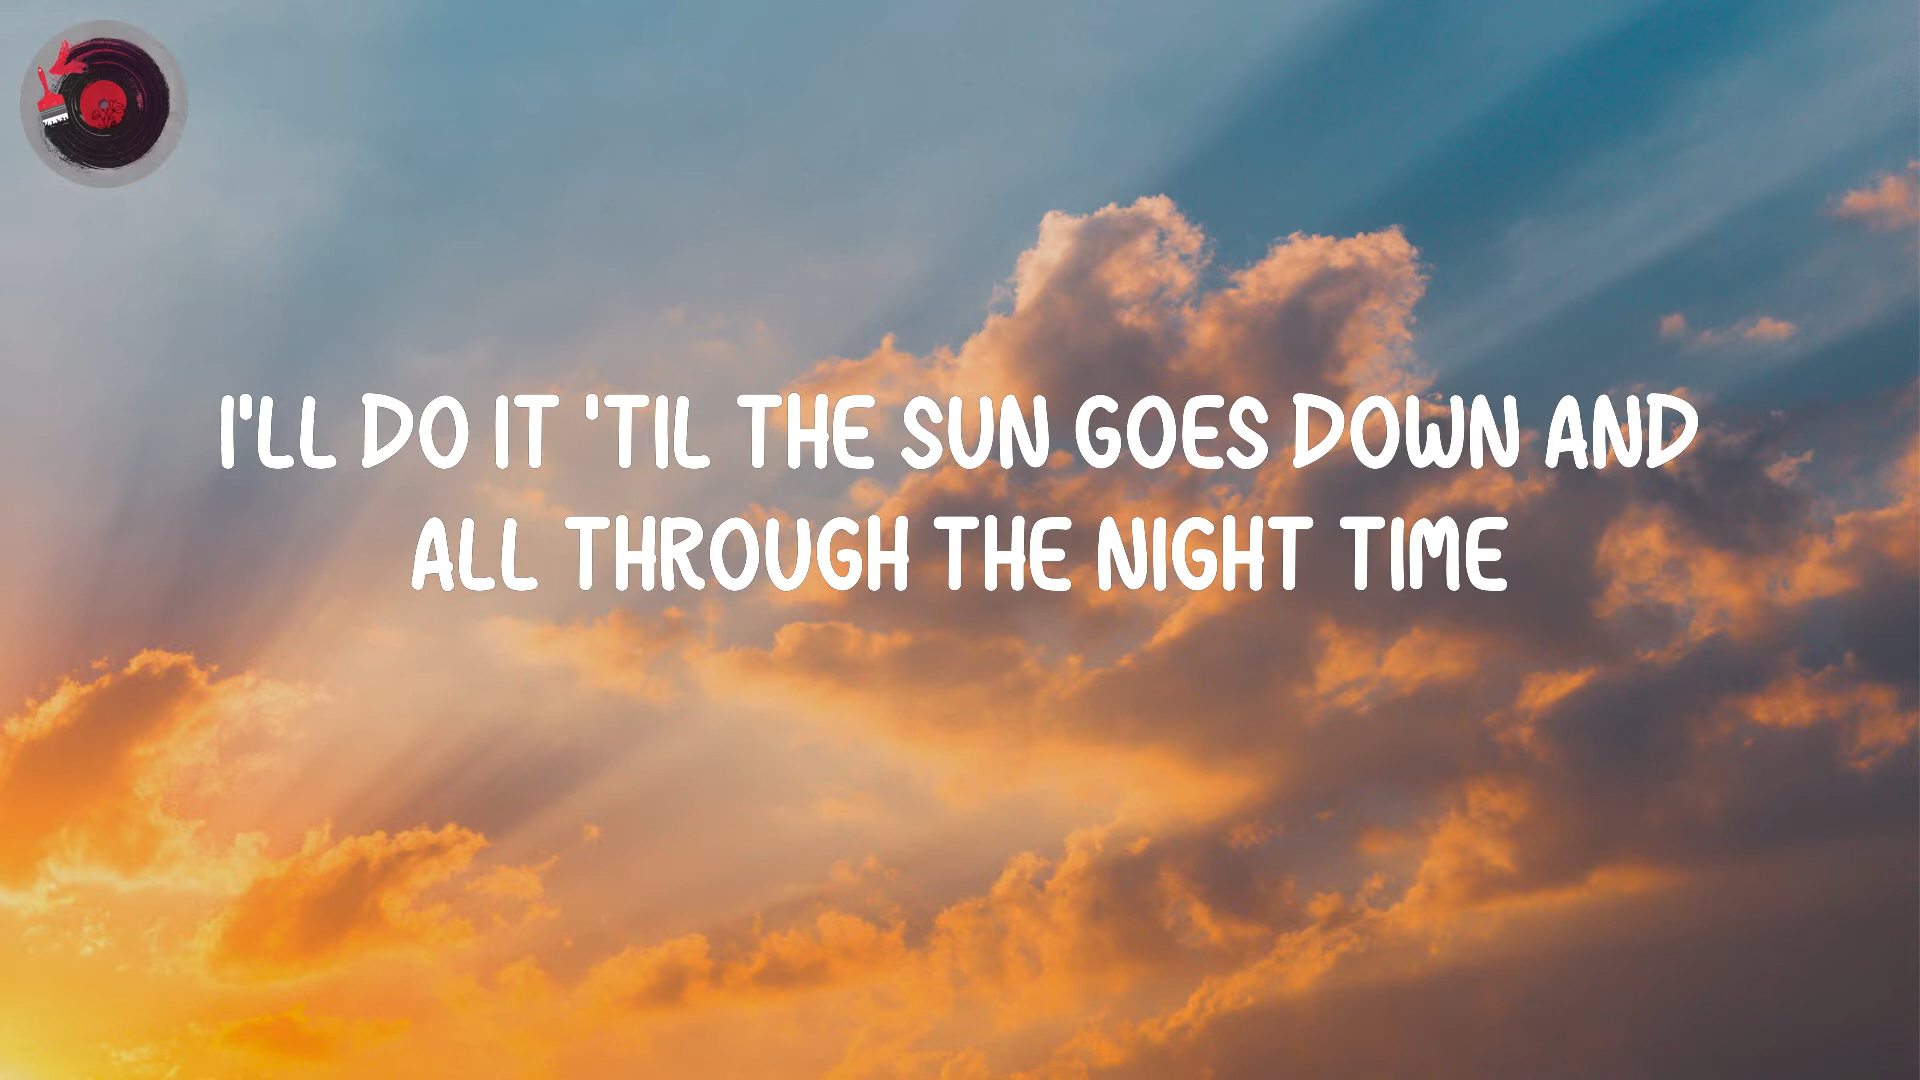 I'LL DO IT 'TIL THE SUN GOES DOWN AND
ALL THROUGH THE NIGHT TIME